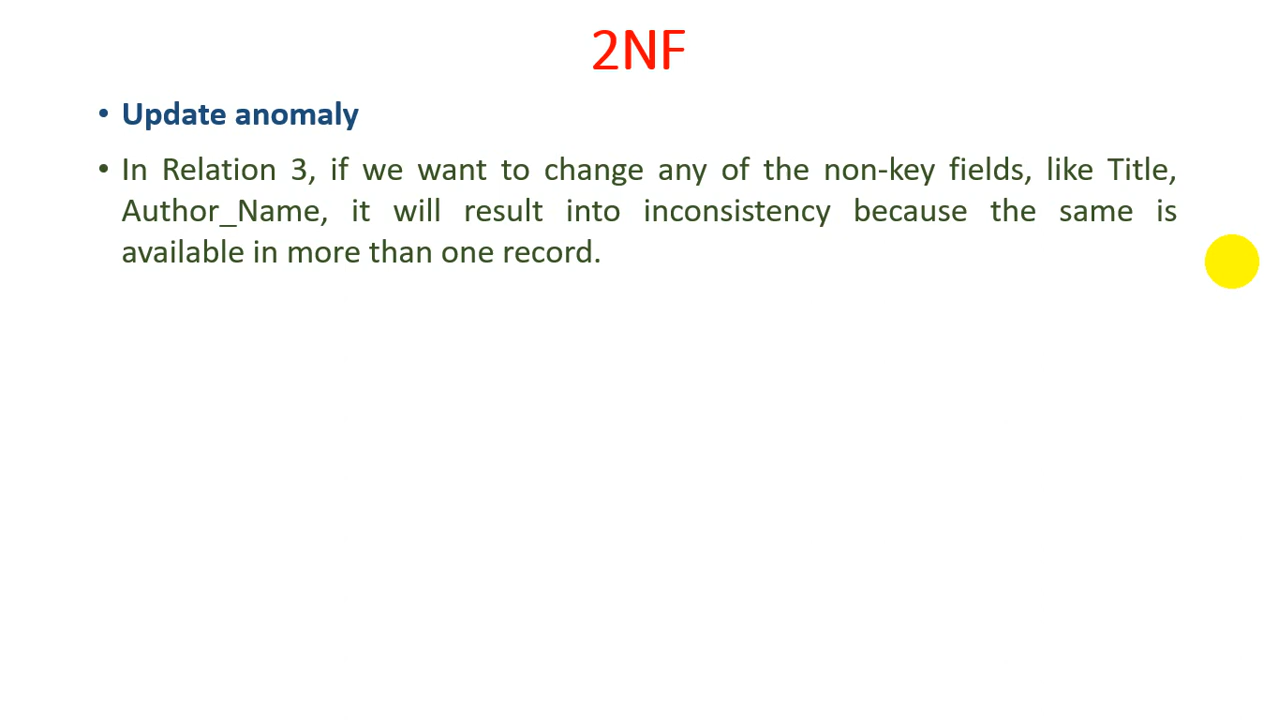 2NF
• Update anomaly
• In Relation 3, if we want to change any of the non-key fields, like Title,
Author_Name, it will result into inconsistency because the same is
available in more than one record.